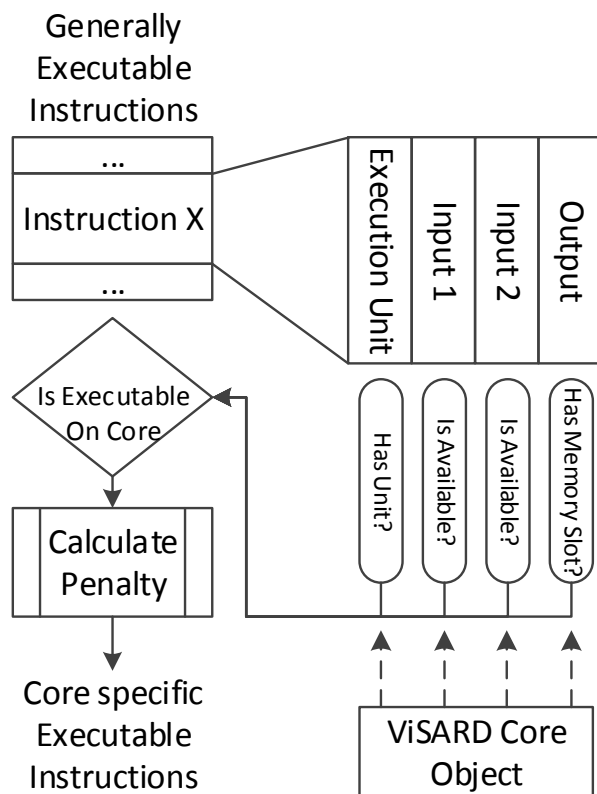 Generally
Executable
Instructions
...
Instruction X
...
Execution Unit
Input 1
Input 2
Output
Is Executable
On Core
Has Unit?
Is Available?
Is Available?
Has Memory Slot?
Calculate
Penalty
Core specific
Executable
Instructions
ViSARD Core
Object